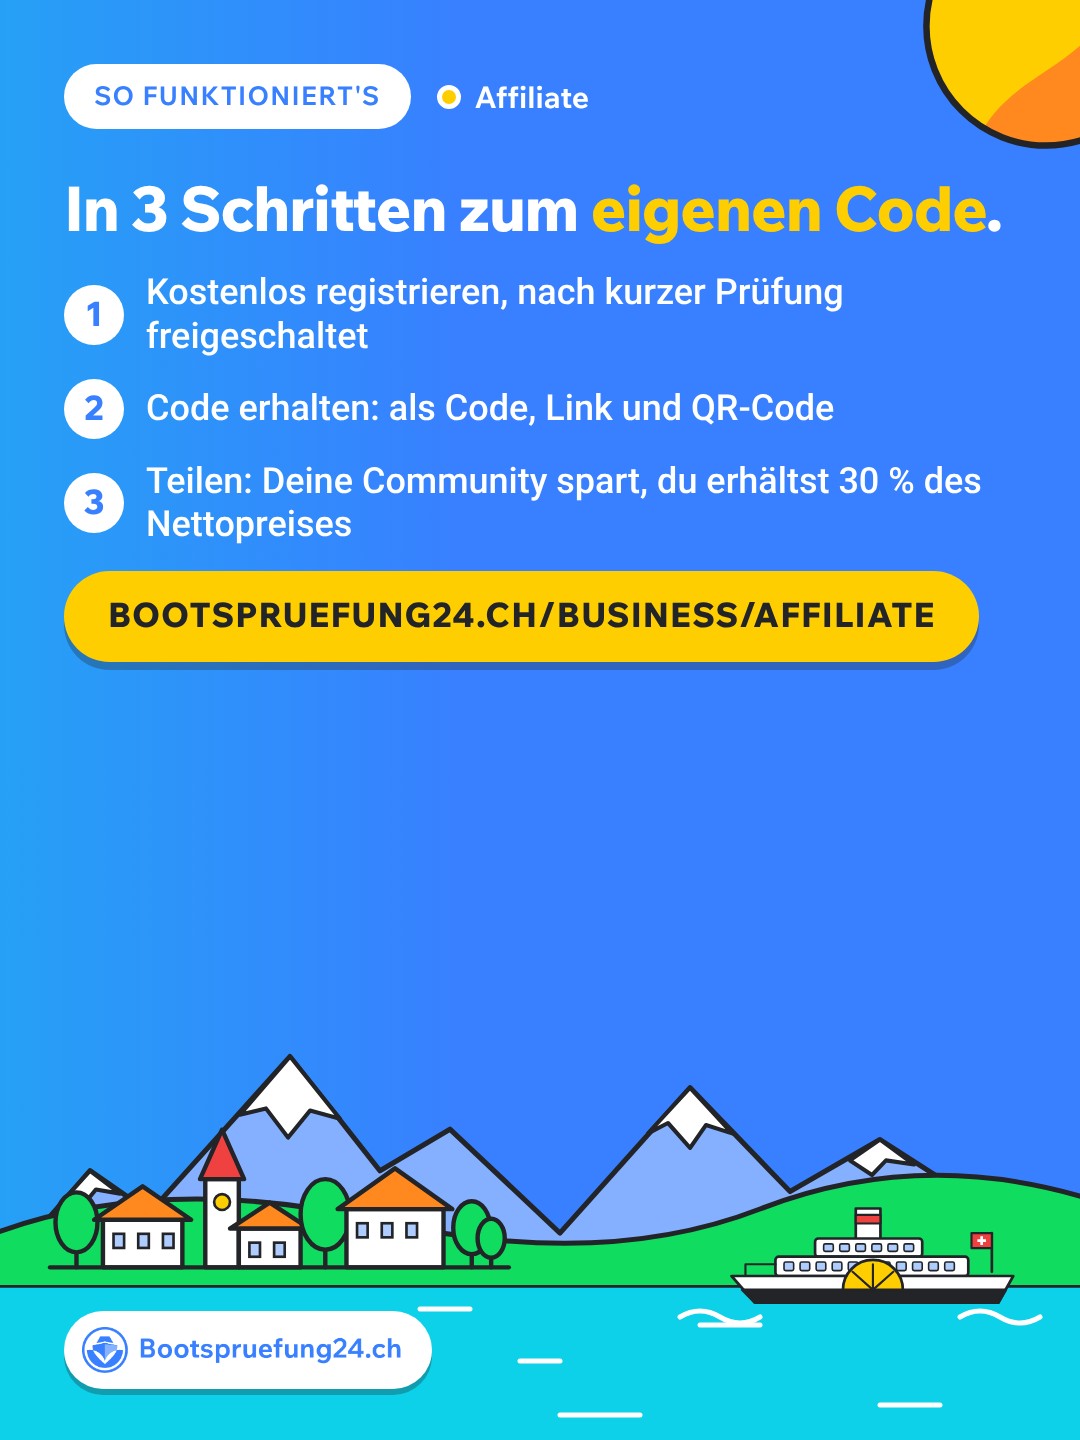 SO FUNKTIONIERT'S
Affiliate
In 3 Schritten zum eigenen Code.
1
Kostenlos registrieren, nach kurzer Prüfung
freigeschaltet
2
Code erhalten: als Code, Link und QR-Code
3
Teilen: Deine Community spart, du erhältst 30 % des
Nettopreises
BOOTSPRUEFUNG24.CH/BUSINESS/AFFILIATE
Bootspruefung24.ch